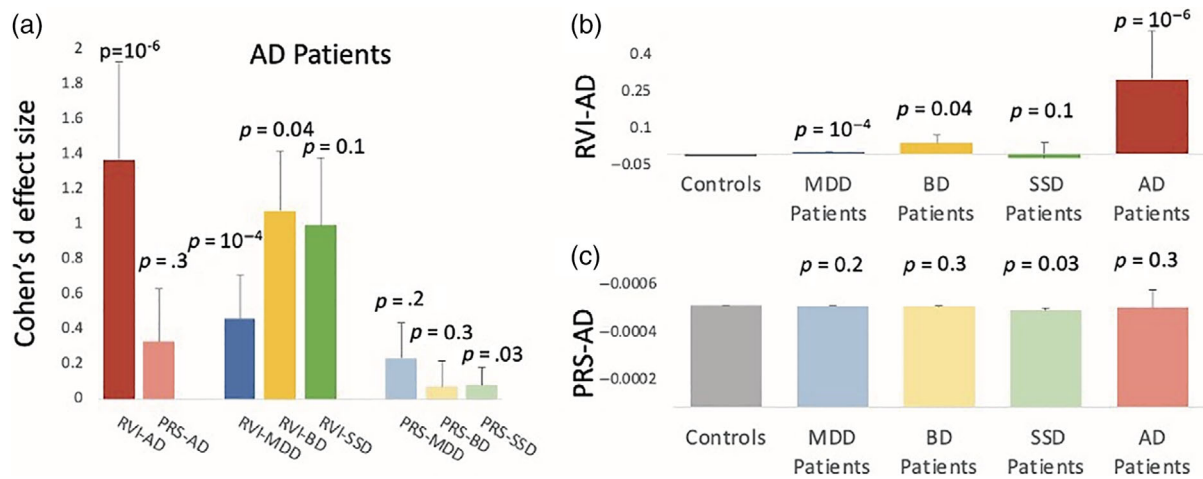 (a)
AD Patients
Cohen's d effect size
2
1.8
1.6
1.4
1.2
1
0.8
0.6
0.4
0.2
0
p=10-6
p = .3
p = 10−4
p = 0.04
p = 0.1
p = .2
p = 0.3
p = .03
RVI-AD
PRS-AD
RVI-MDD
RVI-BD
RVI-SSD
PRS-MDD
PRS-BD
PRS-SSD
(b)
RVI-AD
0.4
0.25
0.1
−0.05
p = 10−4
p = 0.04
p = 0.1
p = 10−6
Controls
MDD
Patients
BD
Patients
SSD
Patients
AD
Patients
(c)
PRS-AD
−0.0006
−0.0004
−0.0002
p = 0.2
p = 0.3
p = 0.03
p = 0.3
Controls
MDD
Patients
BD
Patients
SSD
Patients
AD
Patients